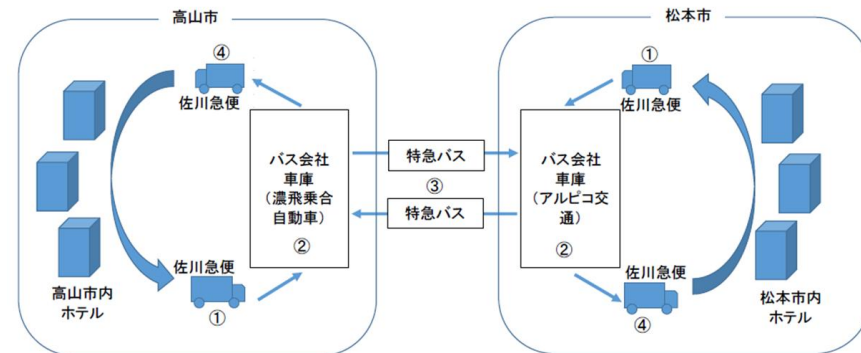 高山市
④
佐川急便
バス会社
車庫
（濃飛乗合
自動車）
②
佐川急便
①
高山市内
ホテル
特急バス
③
特急バス
松本市
①
佐川急便
バス会社
車庫
（アルピコ交
通）
②
佐川急便
④
松本市内
ホテル